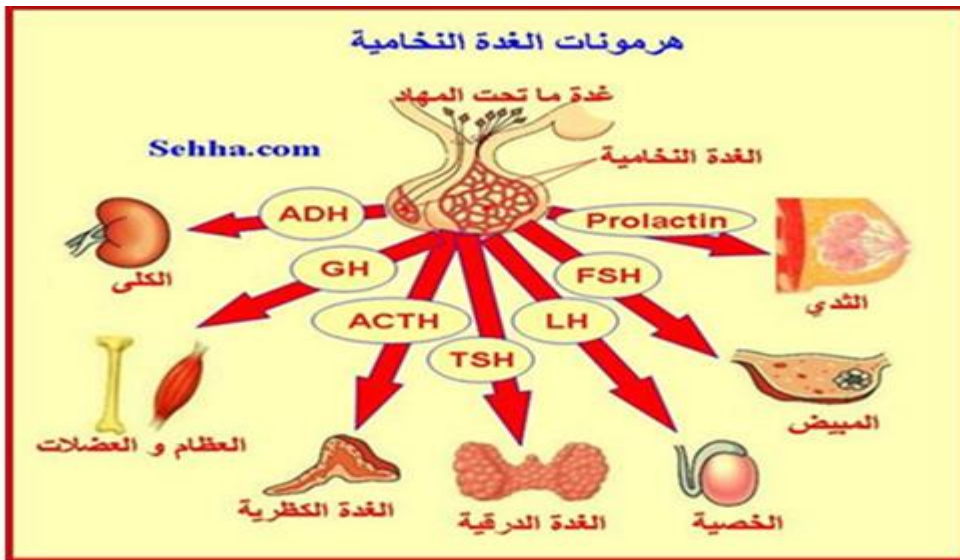 هرمونات الغدة النخامية
غدة ما تحت المهاد
Sehha.com
الغدة النخامية
ADH
Prolactin
GH
FSH
ACTH
LH
TSH
الكلى
الثدي
المبيض
العظام و العضلات
الغدة الكظرية
الغدة الدرقية
الخصية